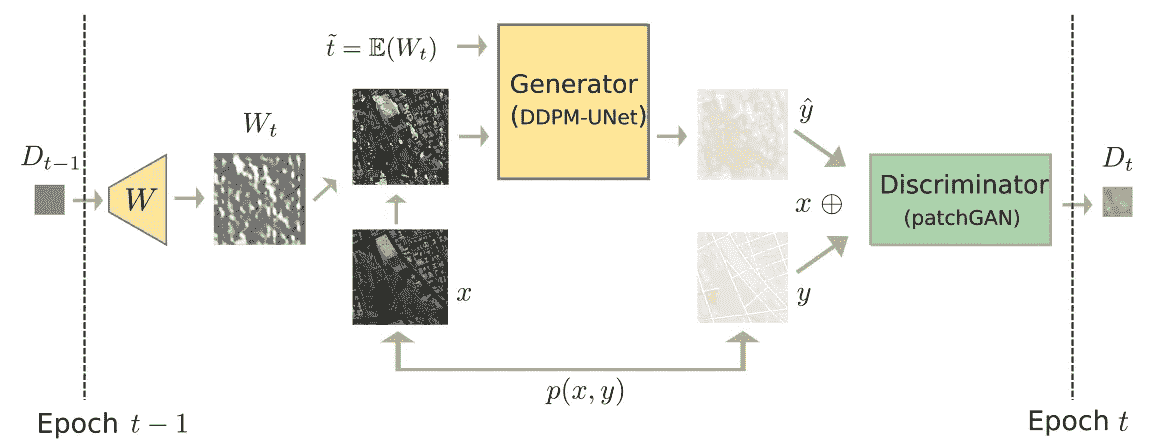 $\tilde{t} = \mathbb{E}(W_t)$
Generator
(DDPM-UNet)
$W_t$
$\hat{y}$
$D_{t-1}$
$D_t$
$W$
Discriminator
$x \oplus$
(patchGAN)
$x$
$y$
$p(x, y)$
Epoch $t-1$
Epoch $t$